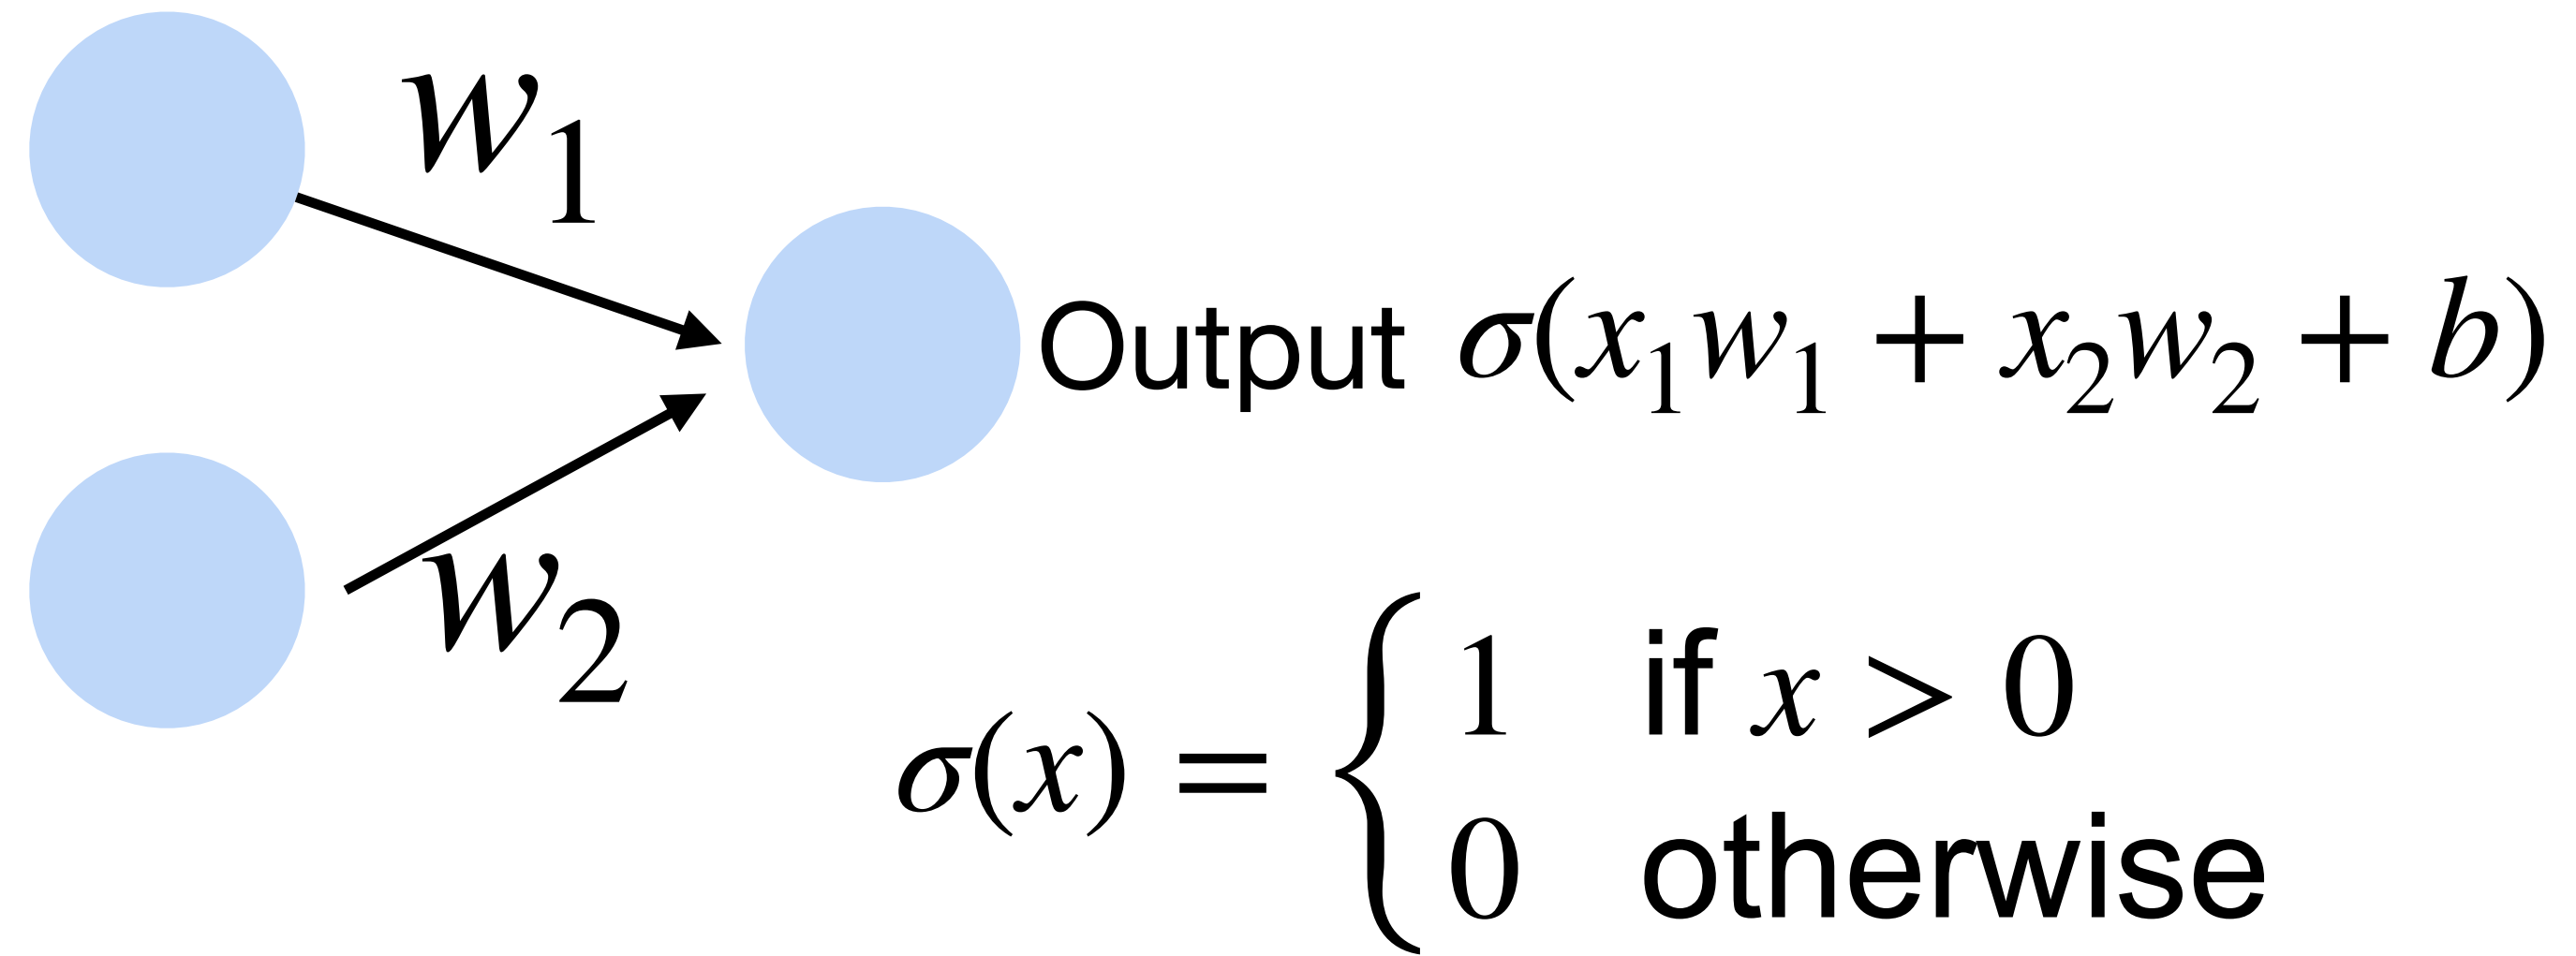 w₁
Output σ(x₁w₁ + x₂w₂ + b)
w₂
σ(x) = { 1 if x > 0
0 otherwise